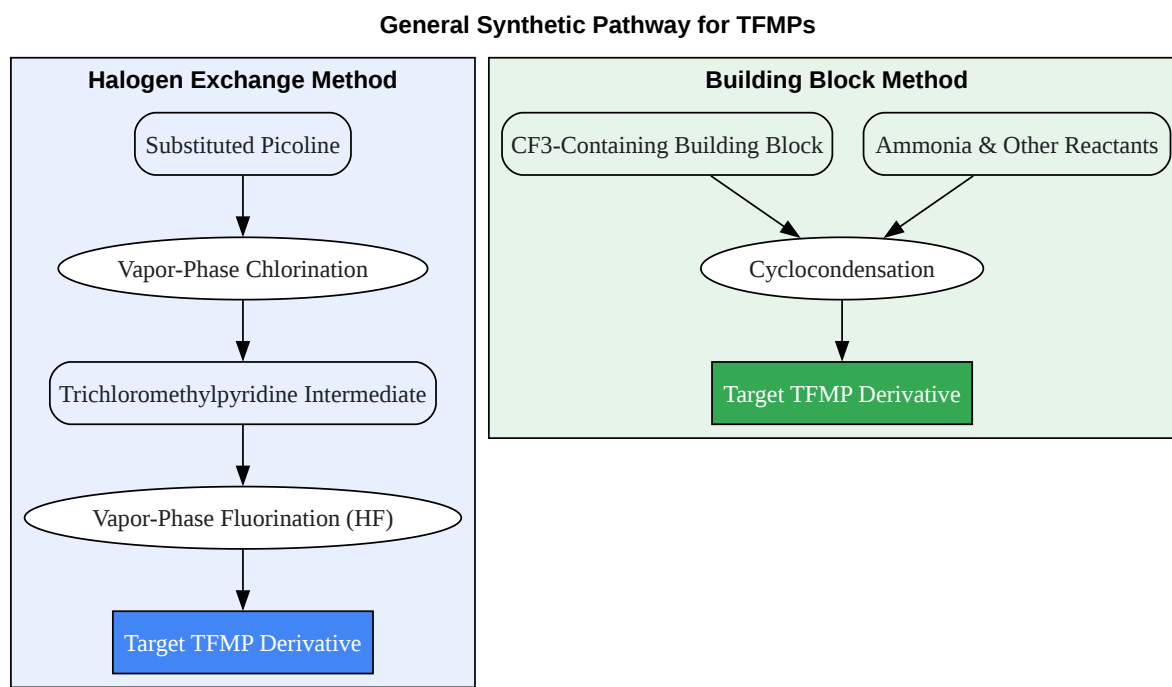 General Synthetic Pathway for TFMPs
Halogen Exchange Method
Substituted Picoline
Vapor-Phase Chlorination
Trichloromethylpyridine Intermediate
Vapor-Phase Fluorination (HF)
Target TFMP Derivative
Building Block Method
CF3-Containing Building Block
Ammonia & Other Reactants
Cyclocondensation
Target TFMP Derivative